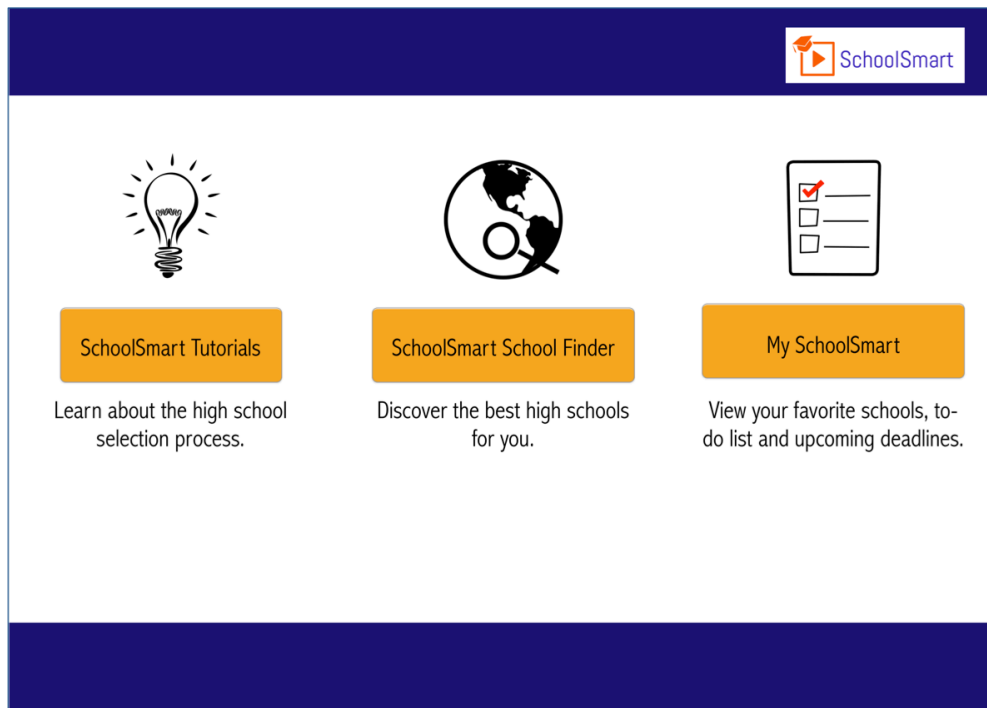 SchoolSmart
SchoolSmart Tutorials
Learn about the high school
selection process.
SchoolSmart School Finder
Discover the best high schools
for you.
My SchoolSmart
View your favorite schools, to-
do list and upcoming deadlines.